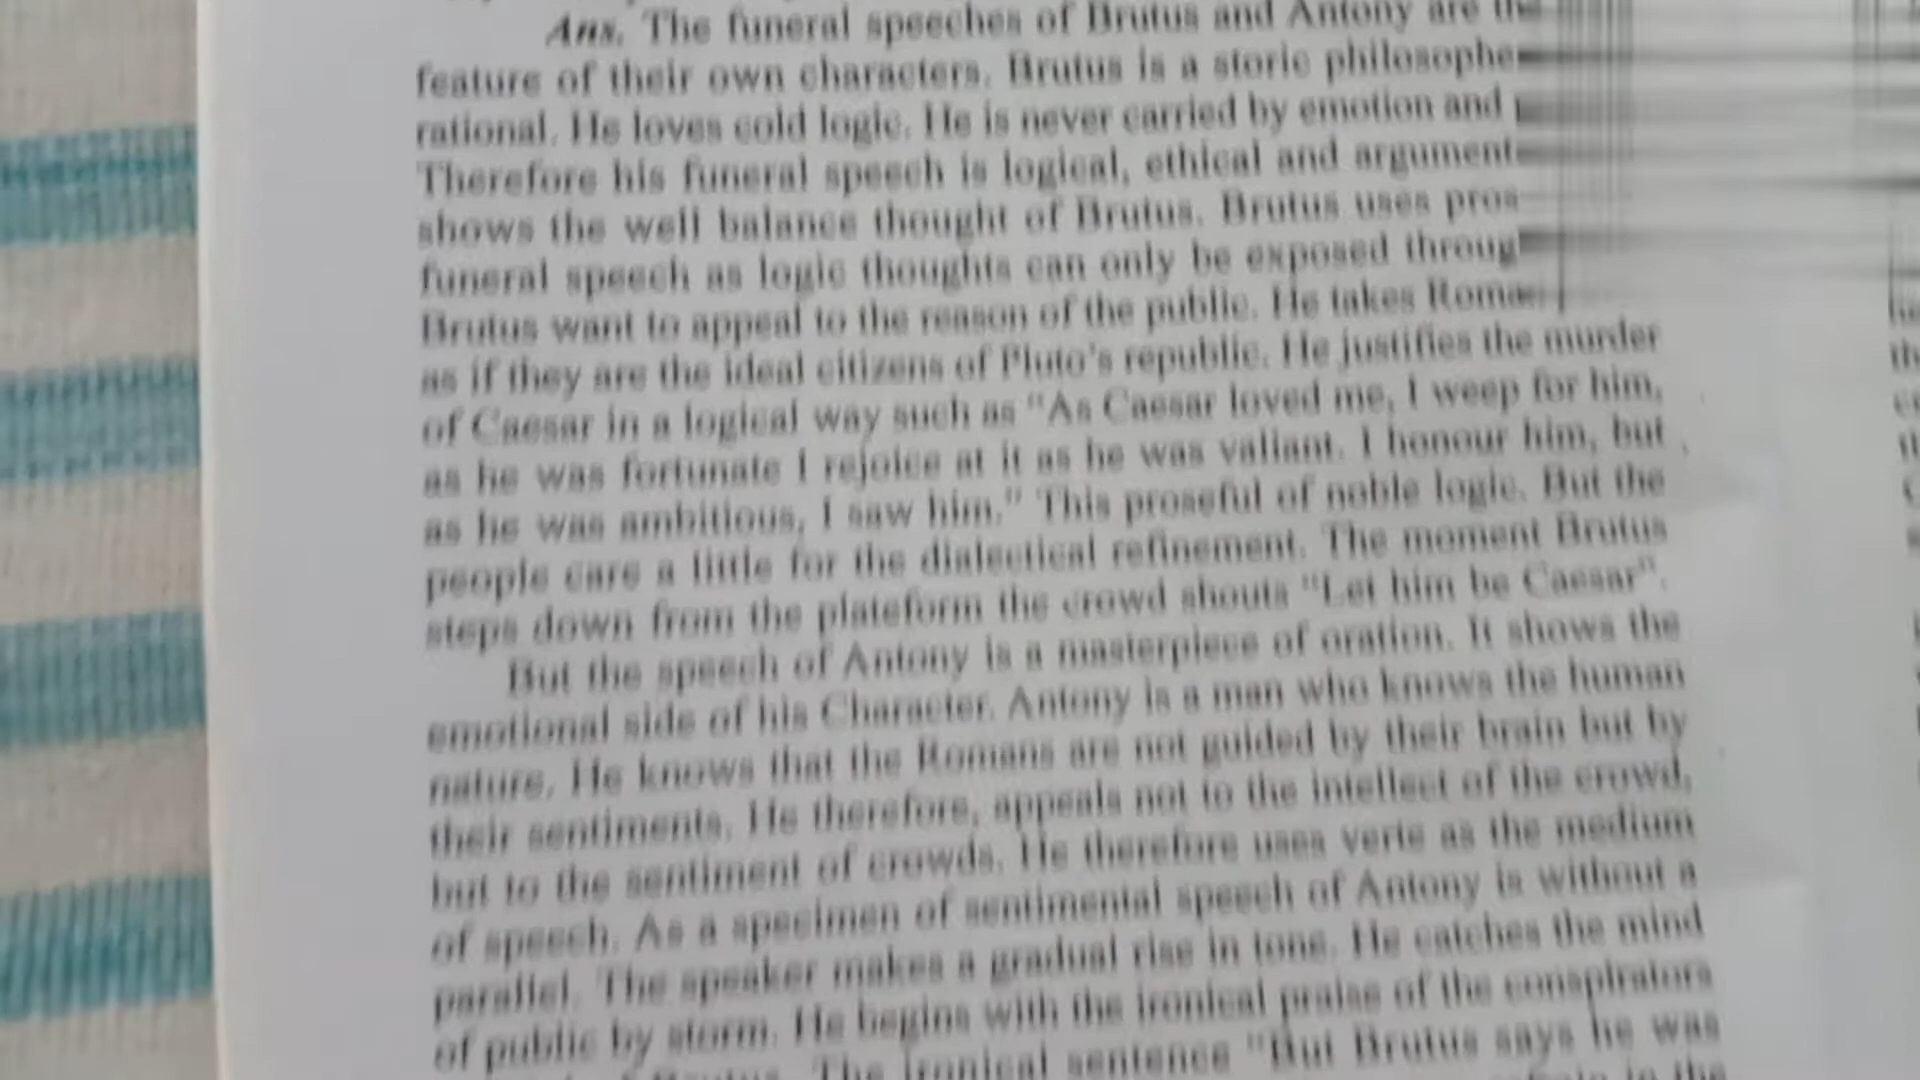 Ans. The funeral speeches of Brutus and Antony are the
feature of their own characters. Brutus is a storic philosophe
rational. He loves cold logic. He is never carried by emotion and
Therefore his funeral speech is logical, ethical and argument
shows the well balance thought of Brutus. Brutus uses pros
funeral speech as logic thoughts can only be exposed throug
Brutus want to appeal to the reason of the public. He takes Roma
as if they are the ideal citizens of Pluto's republic. He justifies the murder
of Caesar in a logical way such as "As Caesar loved me, I weep for him,
as he was fortunate I rejoice at it as he was valiant. I honour him, but
as he was ambitious, I saw him." This proseful of noble logic. But the
people care a little for the dialectical refinement. The moment Brutus
steps down from the plateform the crowd shouts "Let him be Caesar".
But the speech of Antony is a masterpiece of oration. It shows the
emotional side of his Character. Antony is a man who knows the human
nature. He knows that the Romans are not guided by their brain but by
their sentiments. He therefore, appeals not to the intellect of the crowd,
but to the sentiment of crowds. He therefore uses verte as the medium
of speech. As a specimen of sentimental speech of Antony is without a
parallel. The speaker makes a gradual rise in tone. He catches the mind
of public by storm. He begins with the ironical praise of the conspirators
of Brutus. The ironical sentence "But Brutus says he was
in the